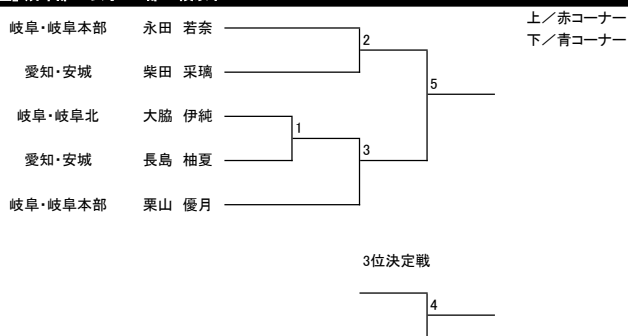 上／赤コーナー
下／青コーナー
岐阜・岐阜本部 永田 若奈
2
愛知・安城 柴田 采璃
5
岐阜・岐阜北 大脇 伊純
1
3
愛知・安城 長島 柚夏
岐阜・岐阜本部 栗山 優月
3位決定戦
4